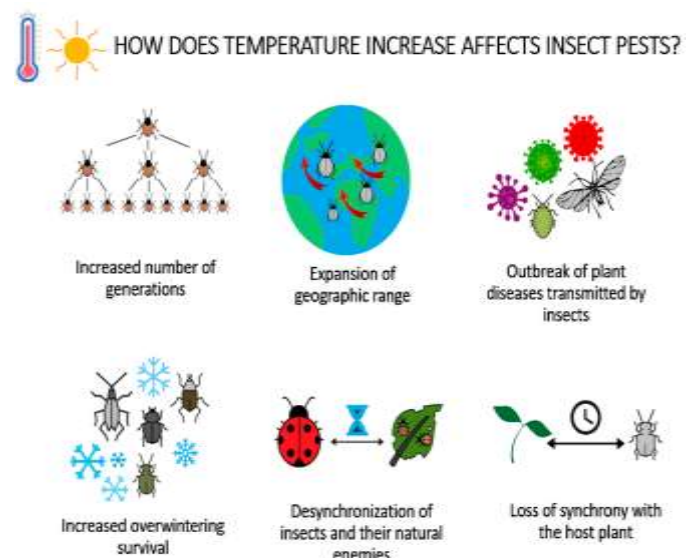 HOW DOES TEMPERATURE INCREASE AFFECTS INSECT PESTS?
Increased number of
generations
Expansion of
geographic range
Outbreak of plant
diseases transmitted by
insects
Increased overwintering
survival
Desynchronization of
insects and their natural
enemies
Loss of synchrony with
the host plant